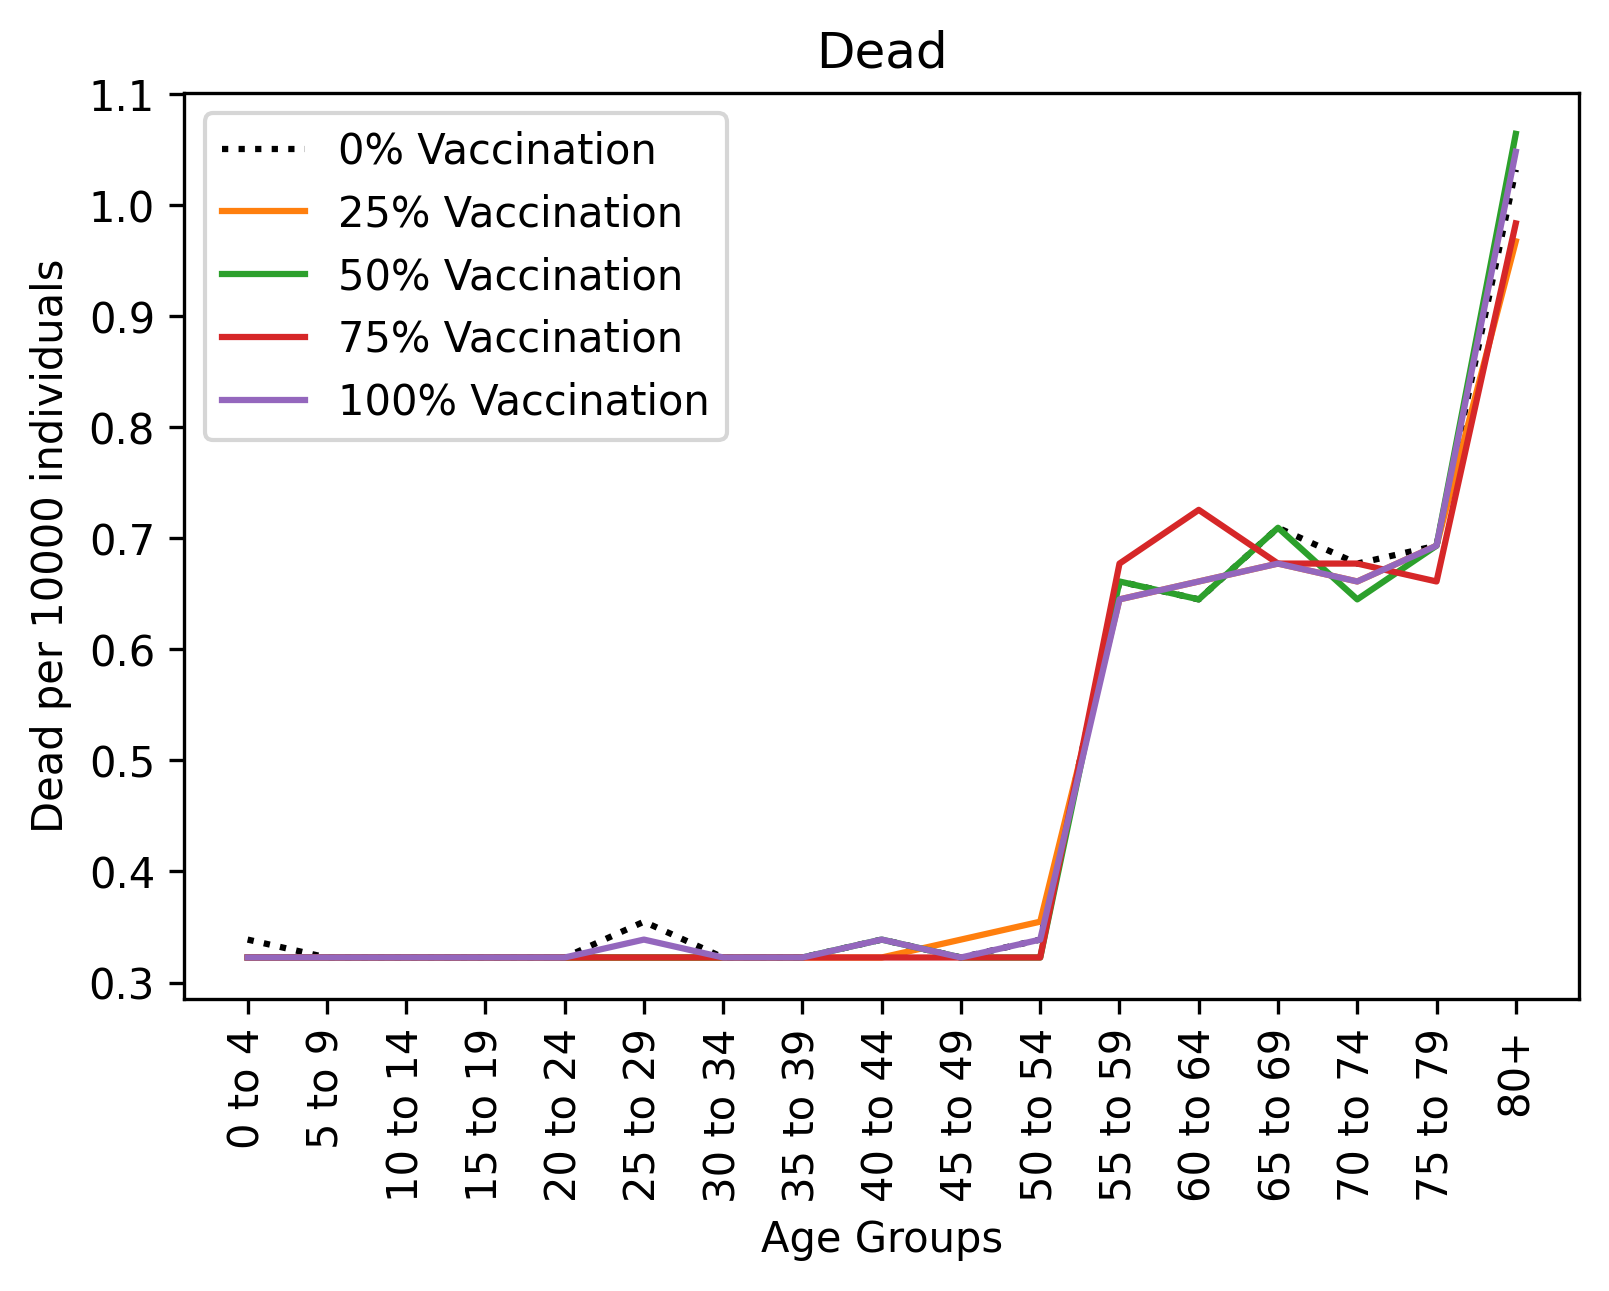 Dead
1.1
1.0
0.9
0.8
0.7
0.6
0.5
0.4
0.3
Dead per 10000 individuals
0% Vaccination
25% Vaccination
50% Vaccination
75% Vaccination
100% Vaccination
0 to 4
5 to 9
10 to 14
15 to 19
20 to 24
25 to 29
30 to 34
35 to 39
40 to 44
45 to 49
50 to 54
55 to 59
60 to 64
65 to 69
70 to 74
75 to 79
80+
Age Groups